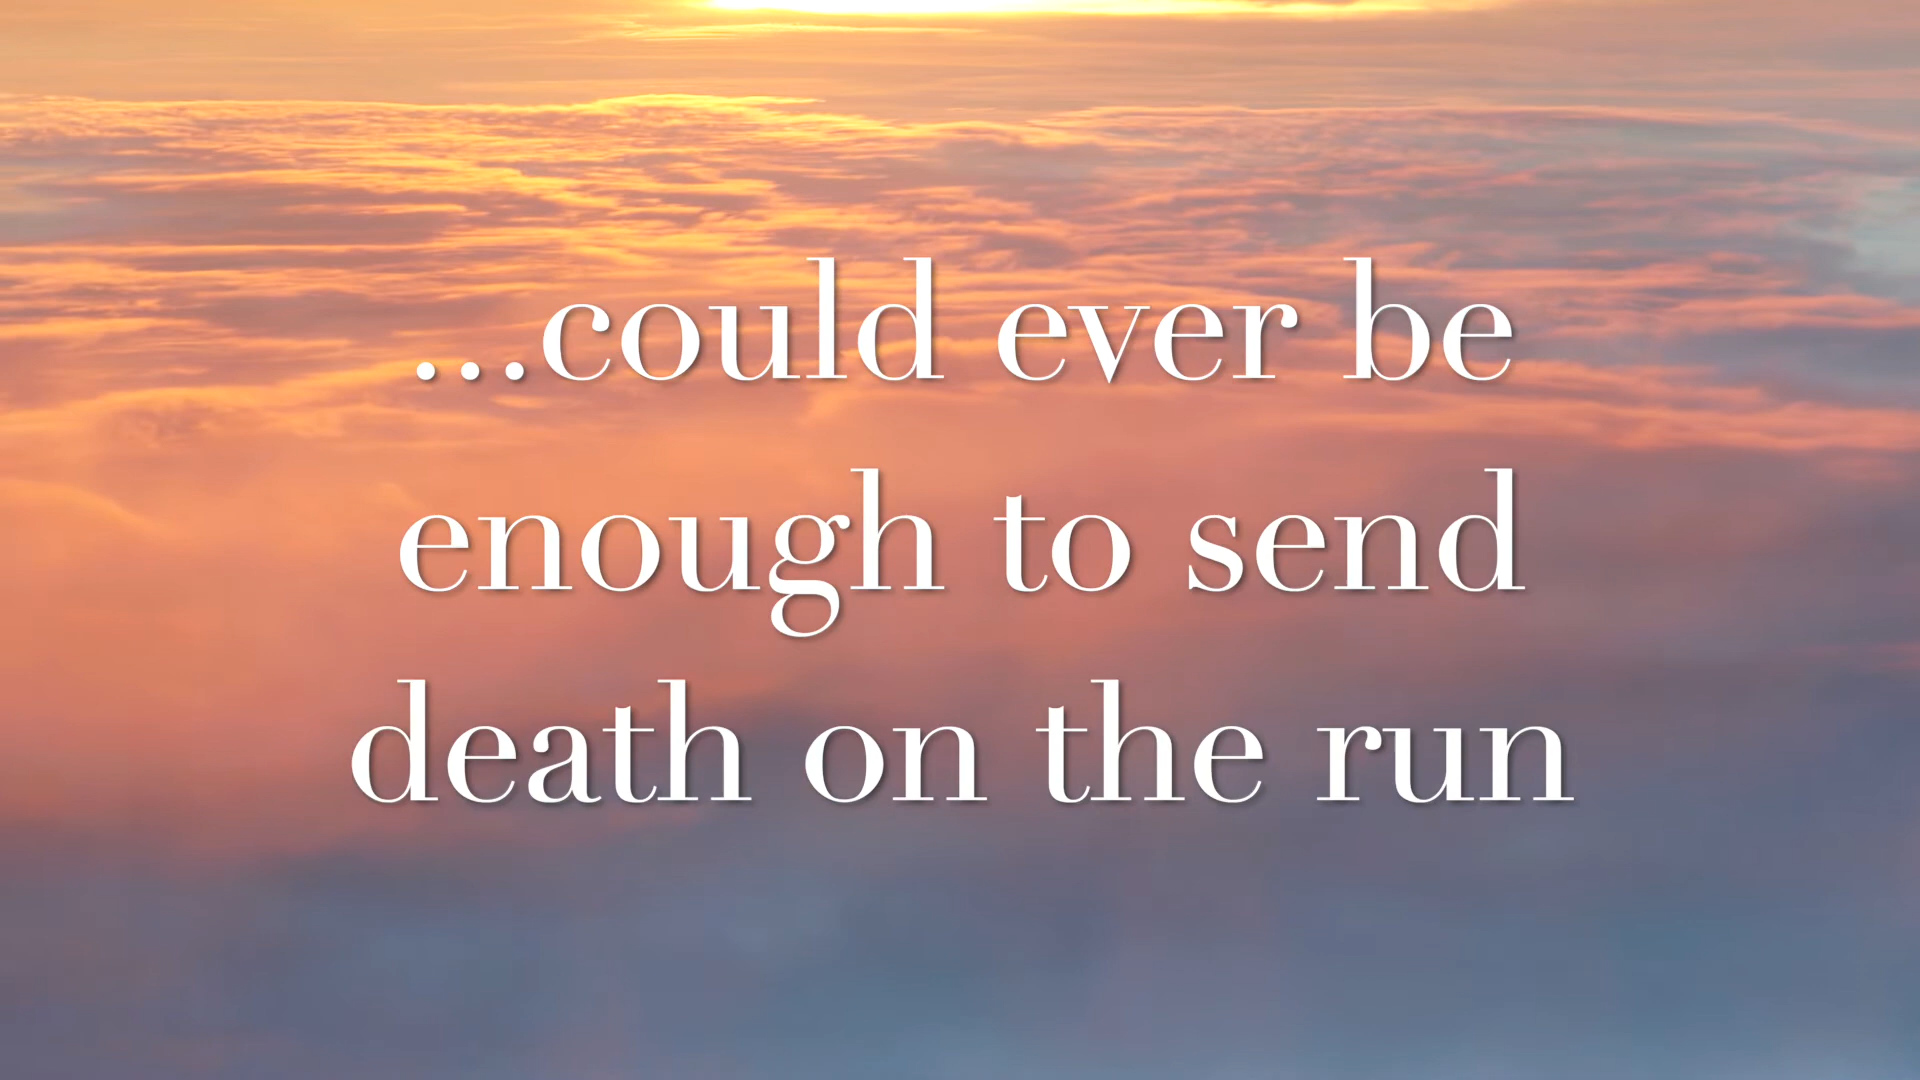 ...could ever be
enough to send
death on the run